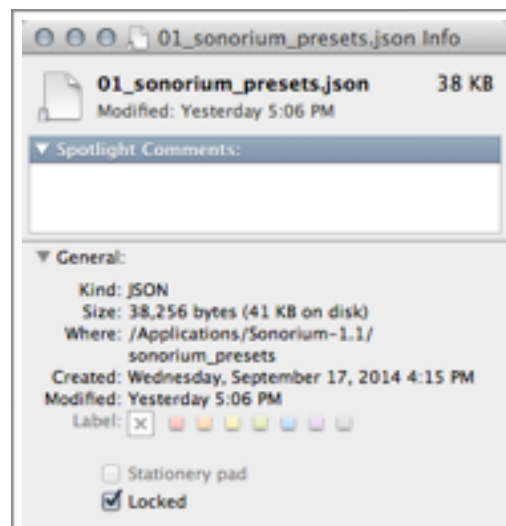 01_sonorium_presets.json Info
01_sonorium_presets.json 38 KB
Modified: Yesterday 5:06 PM
Spotlight Comments:
General:
Kind: JSON
Size: 38,256 bytes (41 KB on disk)
Where: /Applications/Sonorium-1.1/
sonorium_presets
Created: Wednesday, September 17, 2014 4:15 PM
Modified: Yesterday 5:06 PM
Label:
Stationery pad
Locked